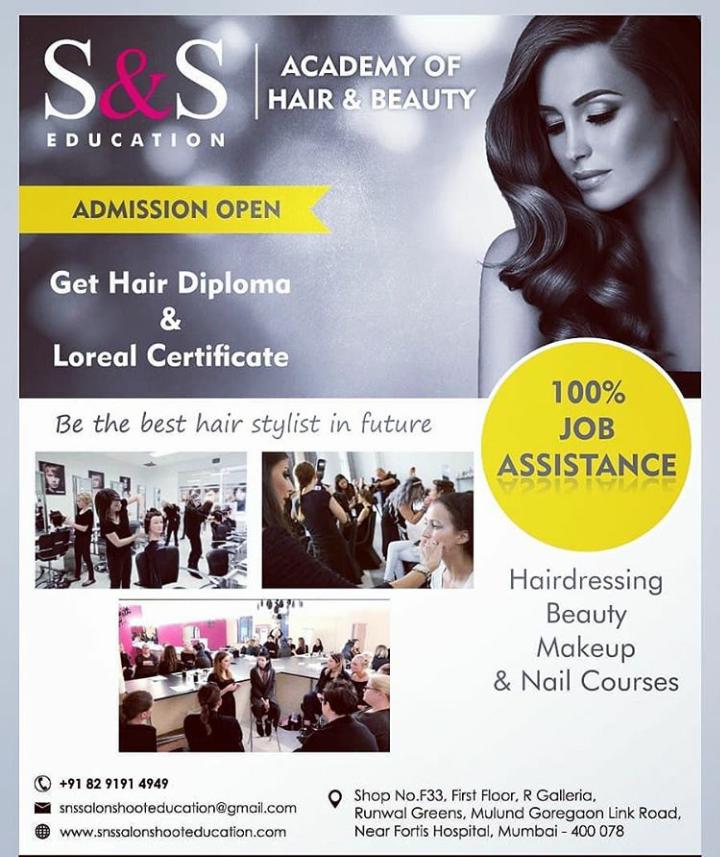 S&S
EDUCATION
ACADEMY OF
HAIR & BEAUTY
ADMISSION OPEN
Get Hair Diploma
&
Loreal Certificate
Be the best hair stylist in future
100%
JOB
ASSISTANCE
Hairdressing
Beauty
Makeup
& Nail Courses
+91 82 9191 4949
snssalonshooteducation@gmail.com
www.snssalonshooteducation.com
Shop No.F33, First Floor, R Galleria,
Runwal Greens, Mulund Goregaon Link Road,
Near Fortis Hospital, Mumbai - 400 078